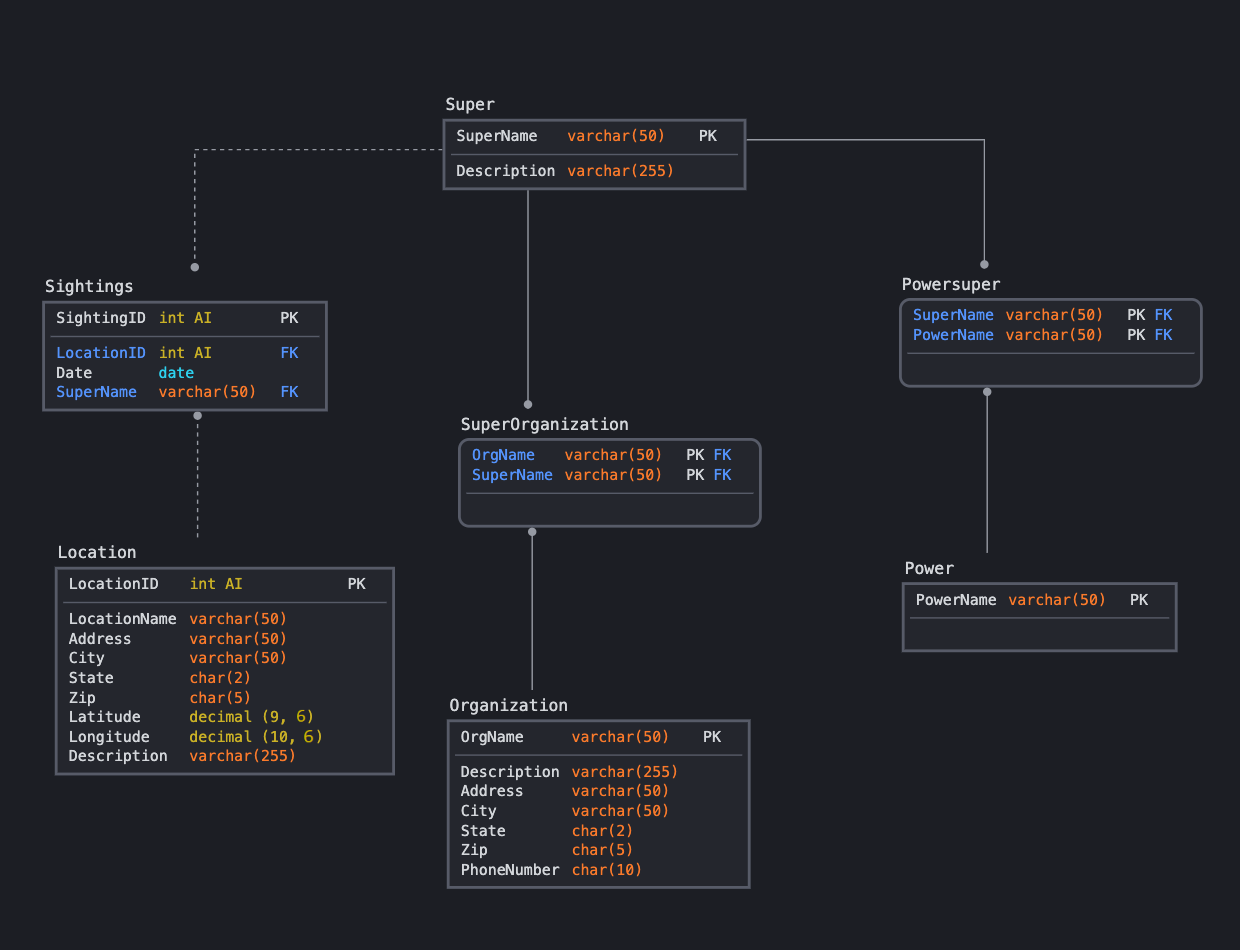 Super
SuperName varchar(50) PK
Description varchar(255)
Sightings
SightingID int AI PK
LocationID int AI FK
Date date
SuperName varchar(50) FK
Powersuper
SuperName varchar(50) PK FK
PowerName varchar(50) PK FK
SuperOrganization
OrgName varchar(50) PK FK
SuperName varchar(50) PK FK
Location
LocationID int AI PK
LocationName varchar(50)
Address varchar(50)
City varchar(50)
State char(2)
Zip char(5)
Latitude decimal (9, 6)
Longitude decimal (10, 6)
Description varchar(255)
Power
PowerName varchar(50) PK
Organization
OrgName varchar(50) PK
Description varchar(255)
Address varchar(50)
City varchar(50)
State char(2)
Zip char(5)
PhoneNumber char(10)